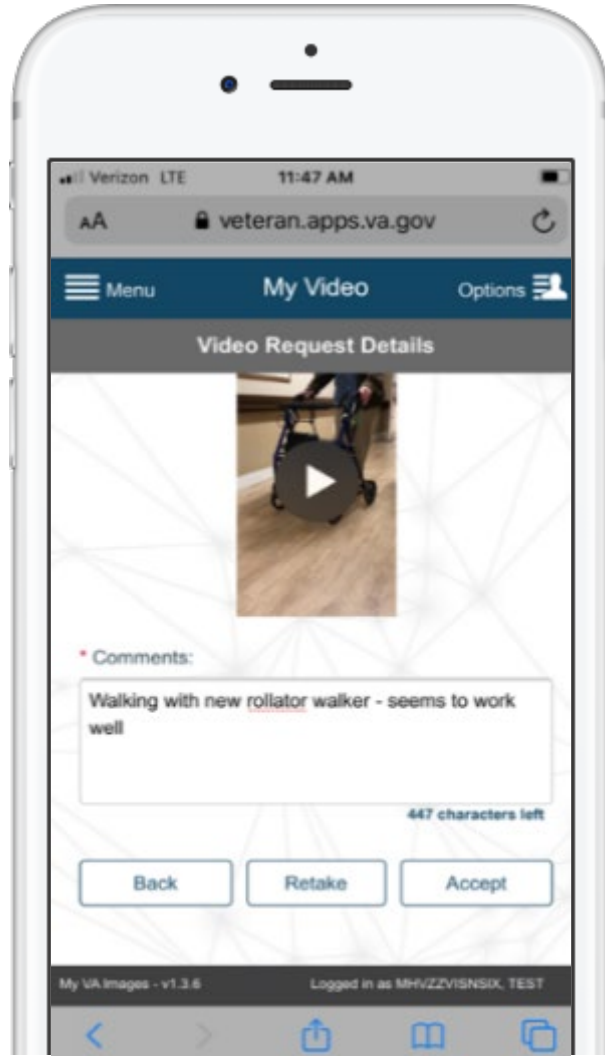 Verizon LTE 11:47 AM
AA veteran.apps.va.gov
Menu My Video Options
Video Request Details
* Comments:
Walking with new rollator walker - seems to work
well
447 characters left
Back Retake Accept
My VA Images - v1.3.6 Logged in as MHVZZVISNSIX, TEST